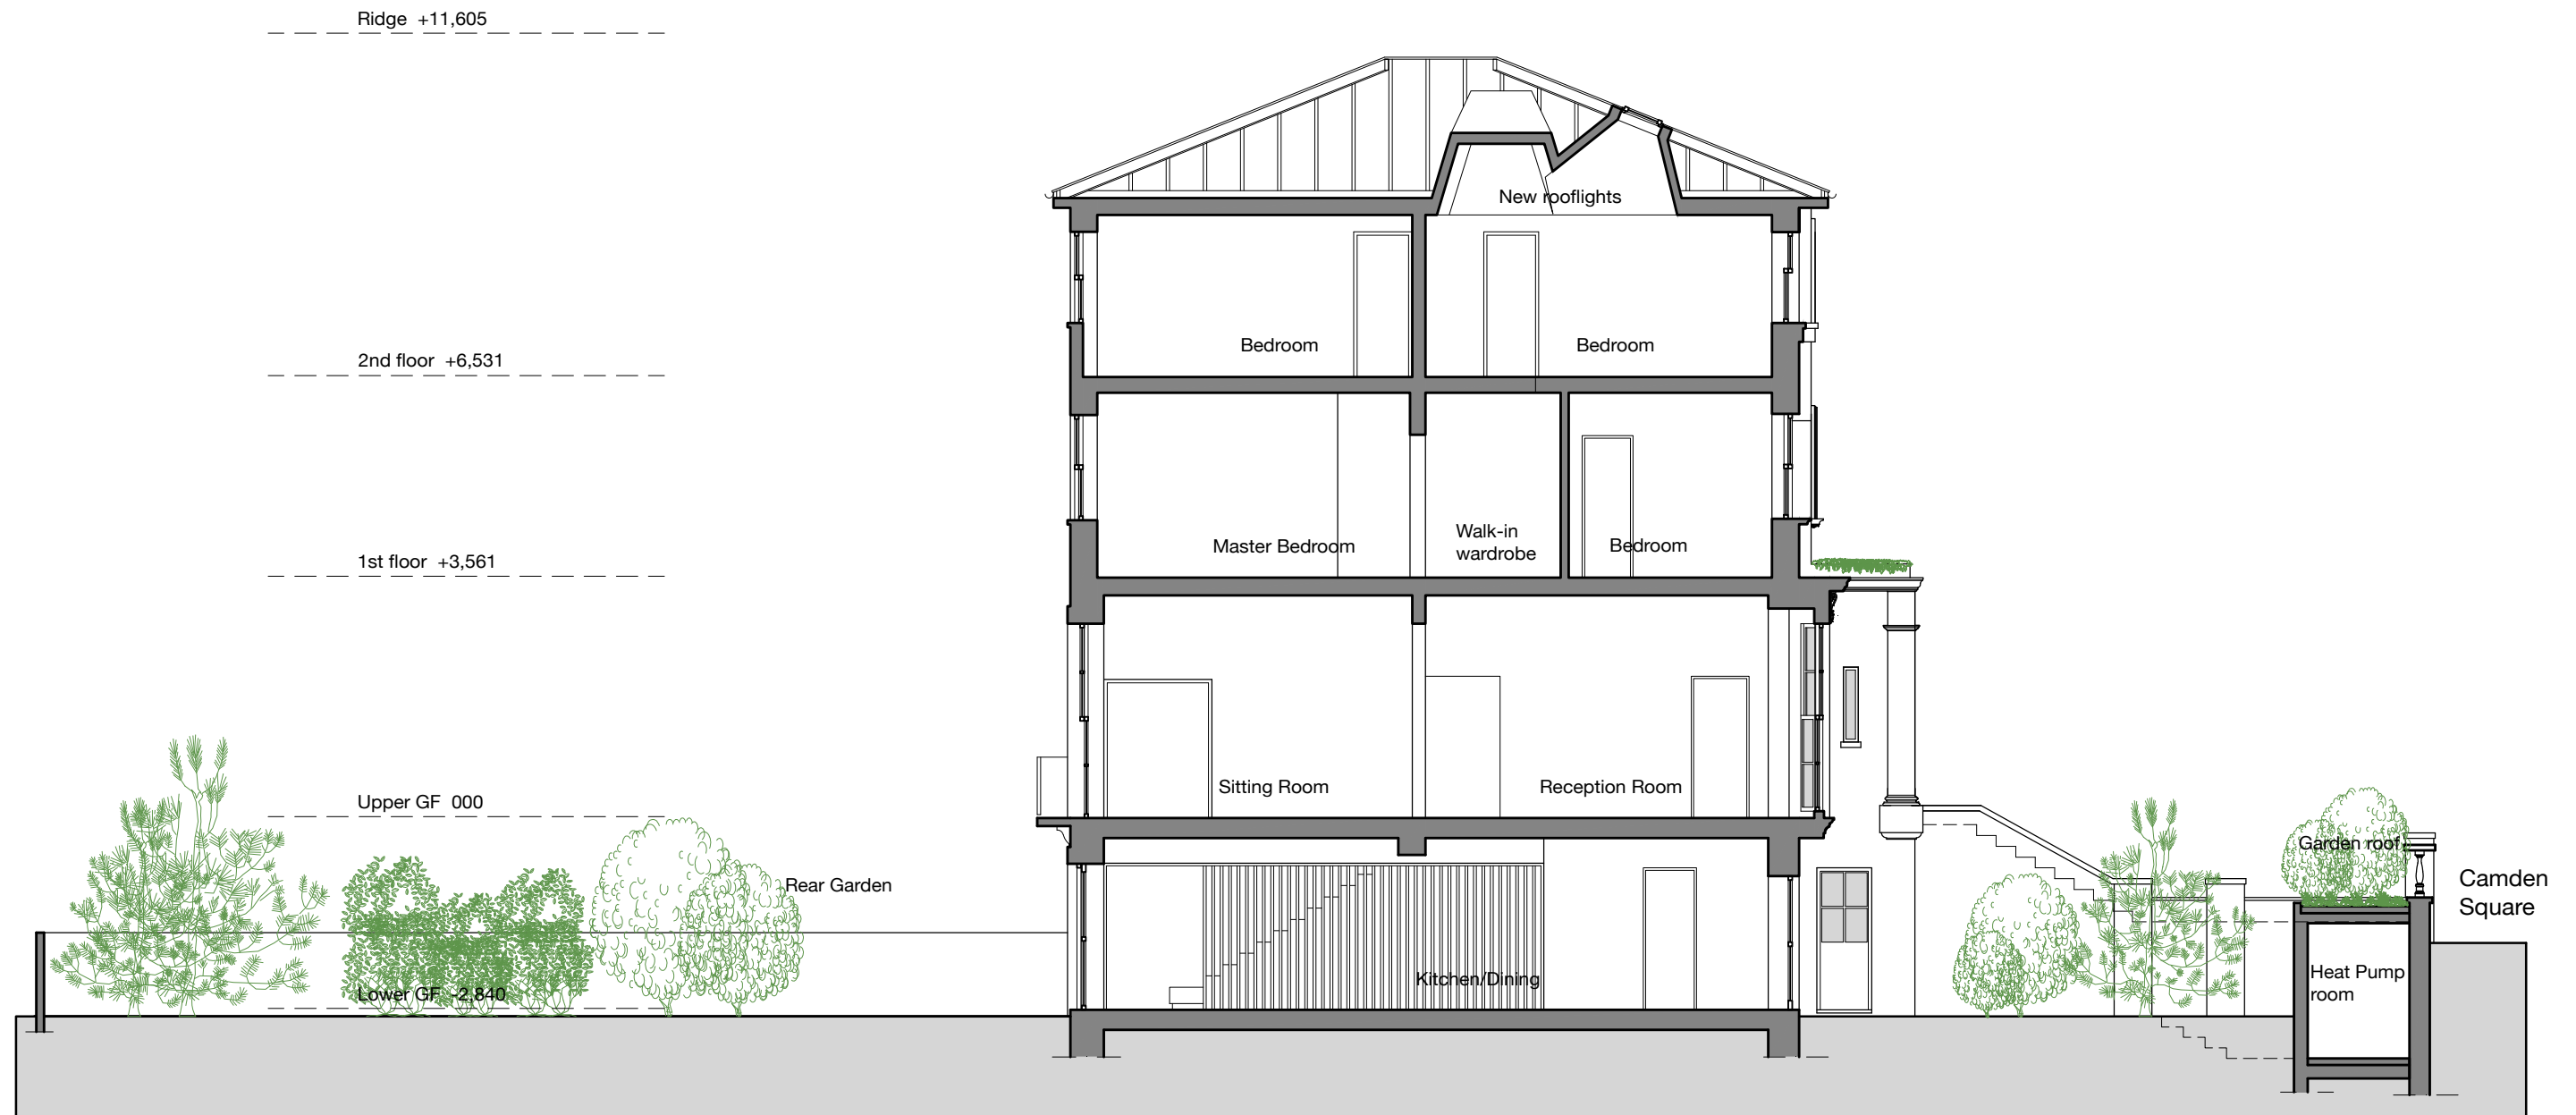 Ridge +11,605
New rooflights
2nd floor +6,531
Bedroom
Bedroom
1st floor +3,561
Master Bedroom
Walk-in
wardrobe
Bedroom
Upper GF 000
Sitting Room
Reception Room
Rear Garden
Garden roof
Camden
Square
Lower GF -2,840
Kitchen/Dining
Heat Pump
room